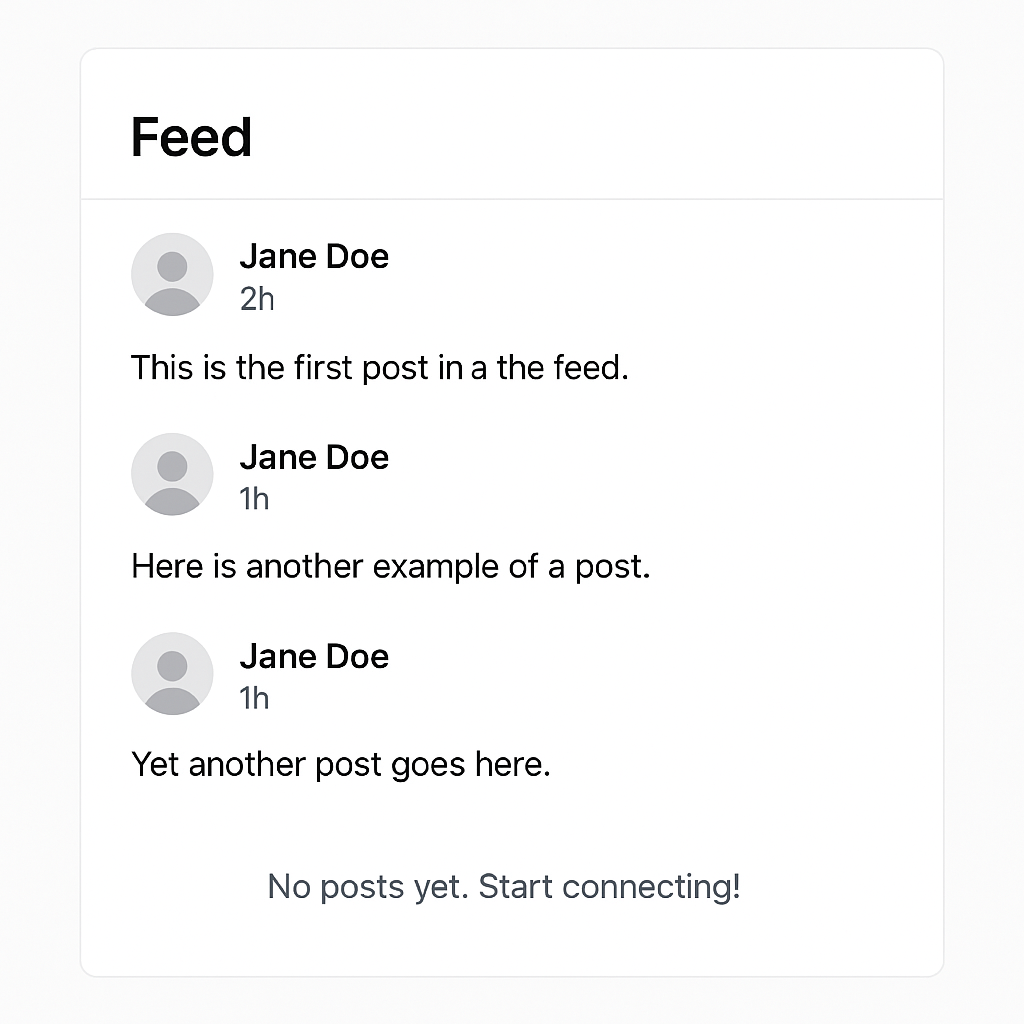 Feed
Jane Doe
2h
This is the first post in a the feed.
Jane Doe
1h
Here is another example of a post.
Jane Doe
1h
Yet another post goes here.
No posts yet. Start connecting!